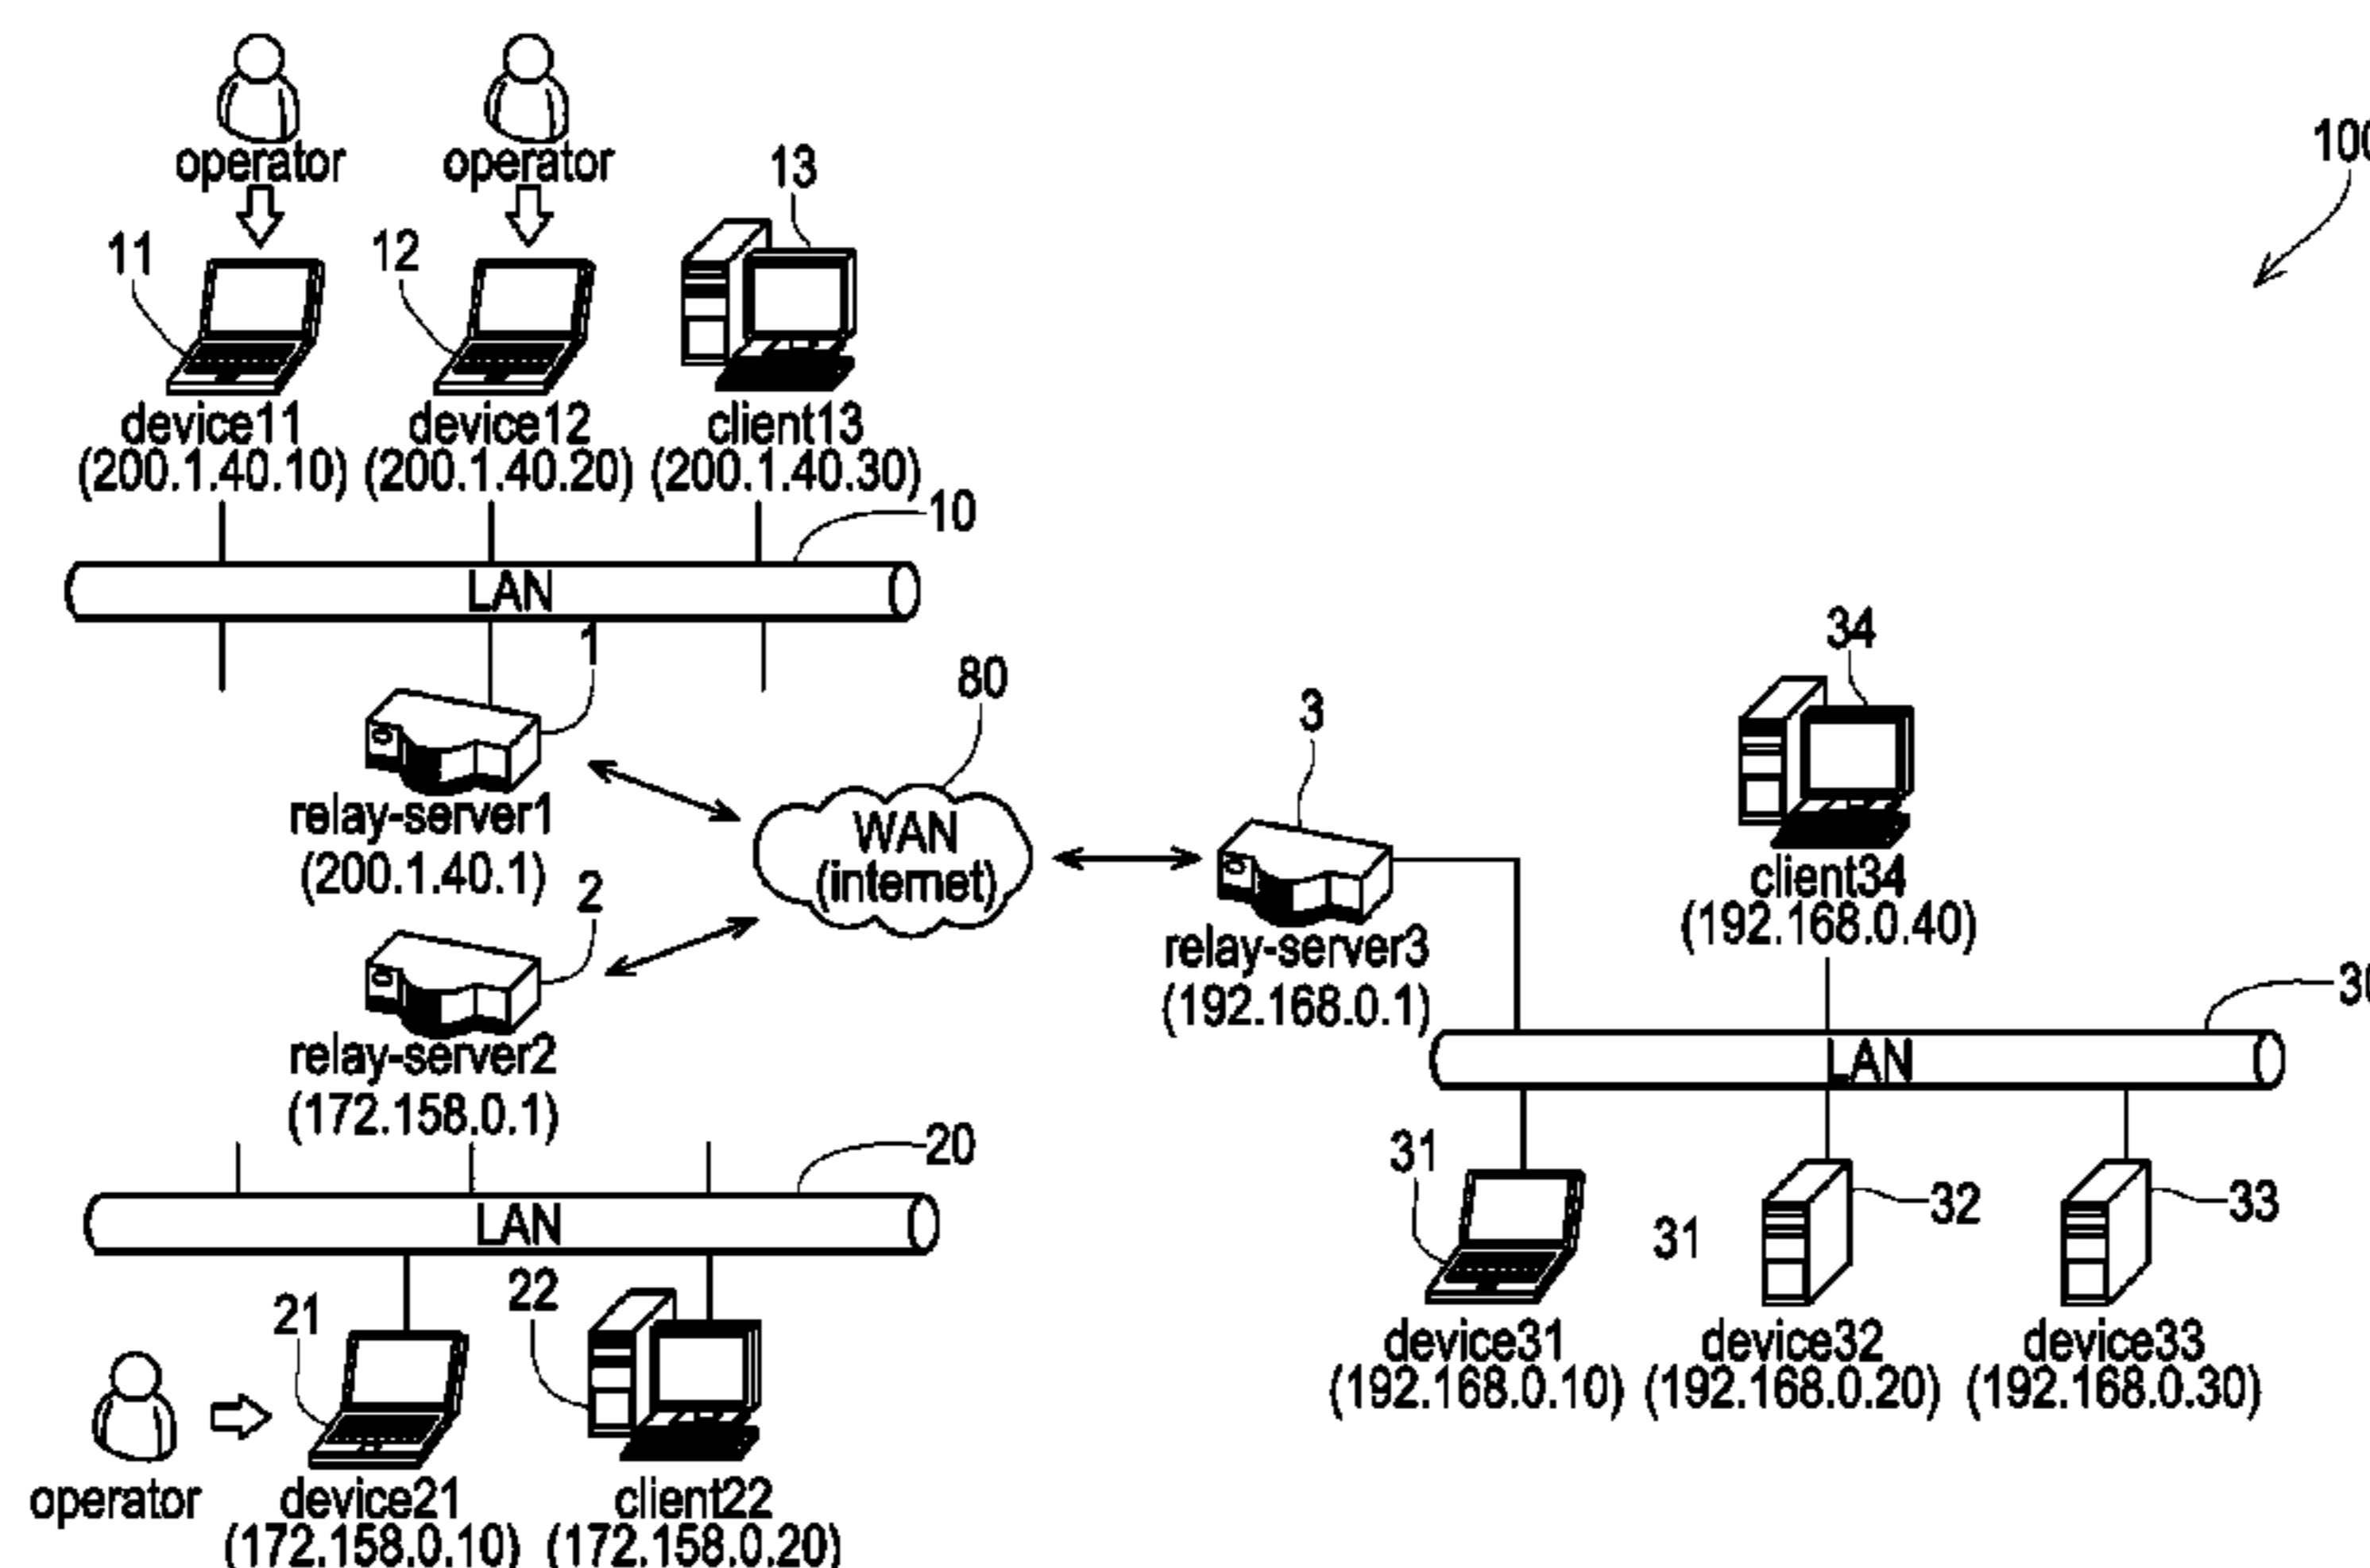 operator
operator
13
100
11
12
device11
(200.1.40.10)
device12
(200.1.40.20)
client13
(200.1.40.30)
10
LAN
1
relay-server1
(200.1.40.1)
80
WAN
(internet)
3
relay-server3
(192.168.0.1)
34
client34
(192.168.0.40)
30
LAN
2
relay-server2
(172.158.0.1)
20
LAN
31
31
32
33
device31
(192.168.0.10)
device32
(192.168.0.20)
device33
(192.168.0.30)
21
22
operator
device21
(172.158.0.10)
client22
(172.158.0.20)